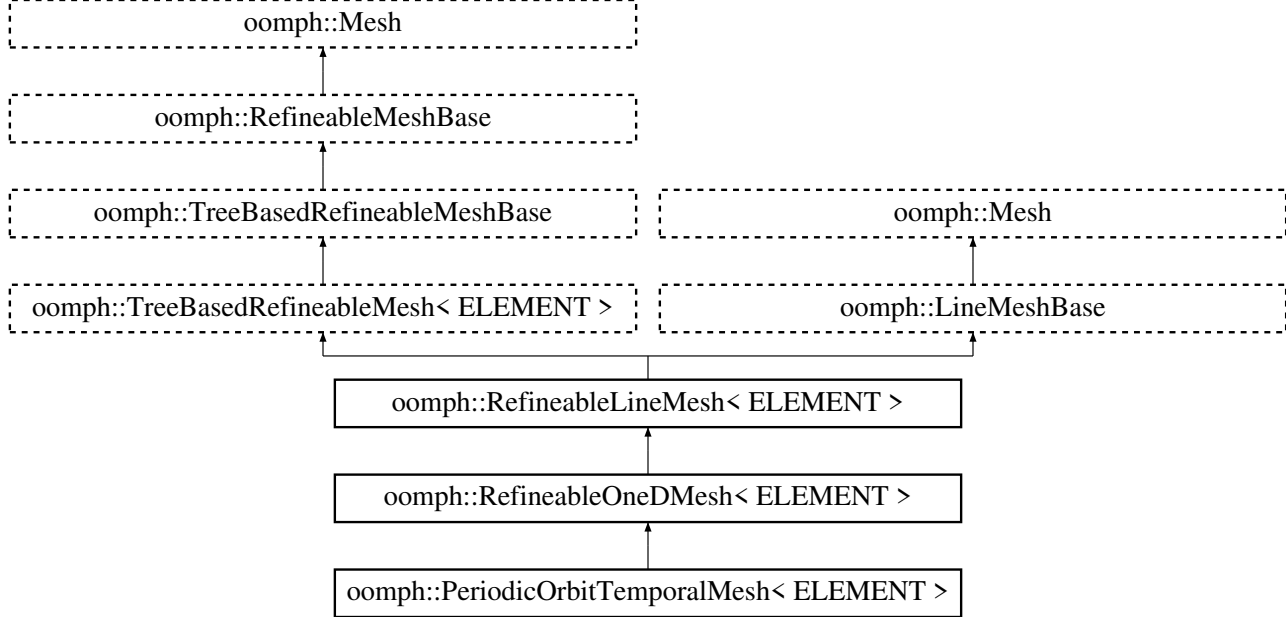 oomph::Mesh
oomph::RefineableMeshBase
oomph::TreeBasedRefineableMeshBase
oomph::Mesh
oomph::TreeBasedRefineableMesh< ELEMENT >
oomph::LineMeshBase
oomph::RefineableLineMesh< ELEMENT >
oomph::RefineableOneDMesh< ELEMENT >
oomph::PeriodicOrbitTemporalMesh< ELEMENT >